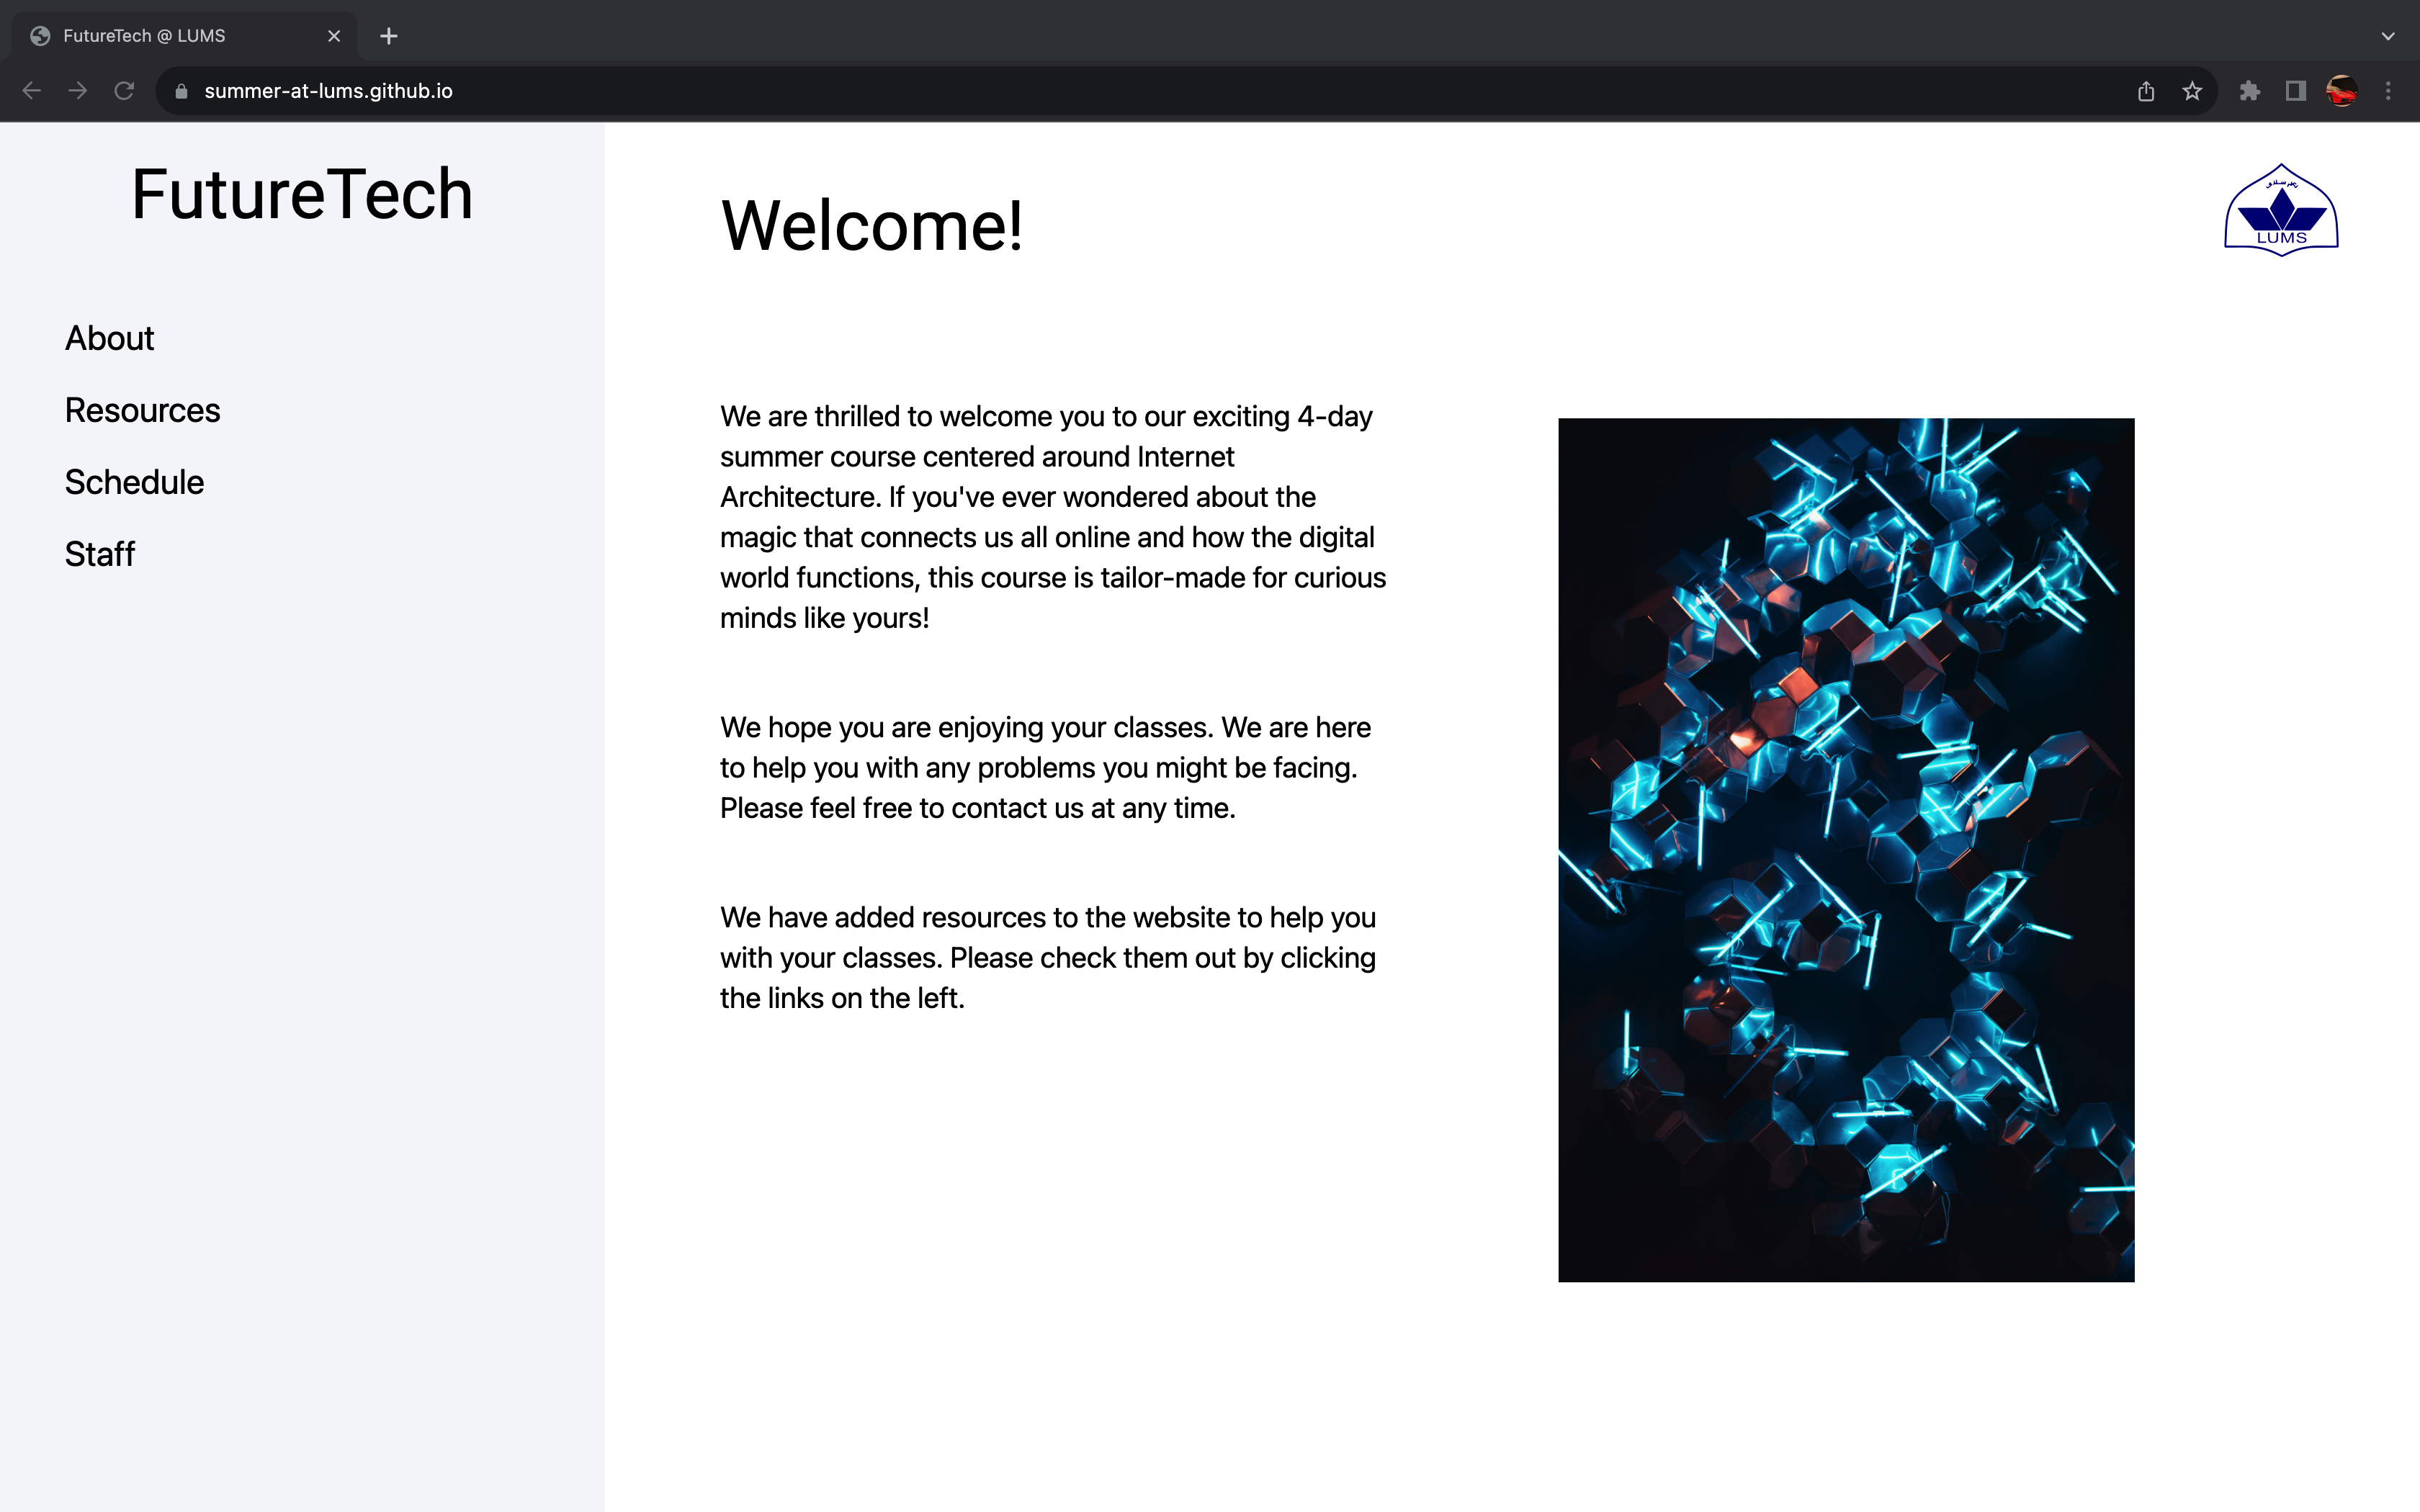 FutureTech @ LUMS
summer-at-lums.github.io
FutureTech
About
Resources
Schedule
Staff
Welcome!
LUMS
We are thrilled to welcome you to our exciting 4-day
summer course centered around Internet
Architecture. If you've ever wondered about the
magic that connects us all online and how the digital
world functions, this course is tailor-made for curious
minds like yours!
We hope you are enjoying your classes. We are here
to help you with any problems you might be facing.
Please feel free to contact us at any time.
We have added resources to the website to help you
with your classes. Please check them out by clicking
the links on the left.